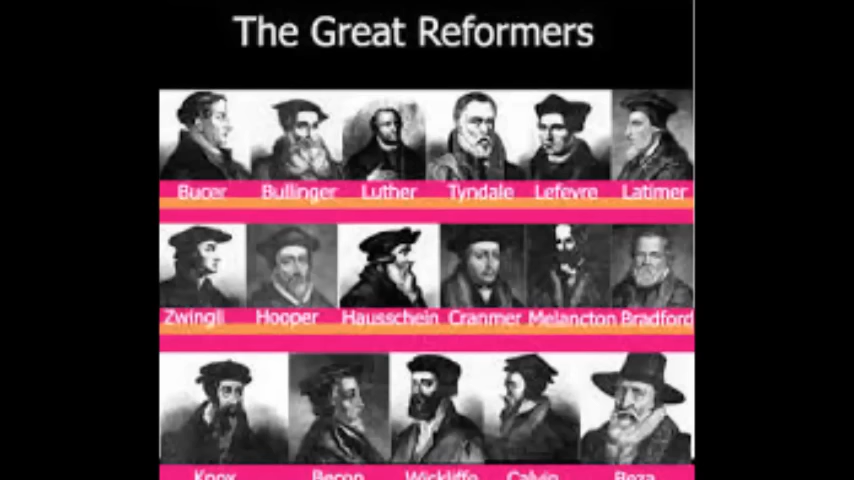 The Great Reformers
Bucer Bullinger Luther Tyndale Lefevre Latimer
Zwingli Hooper Hausschein Cranmer Melancton Bradford
Knox Becon Wickliffe Calvin Beza